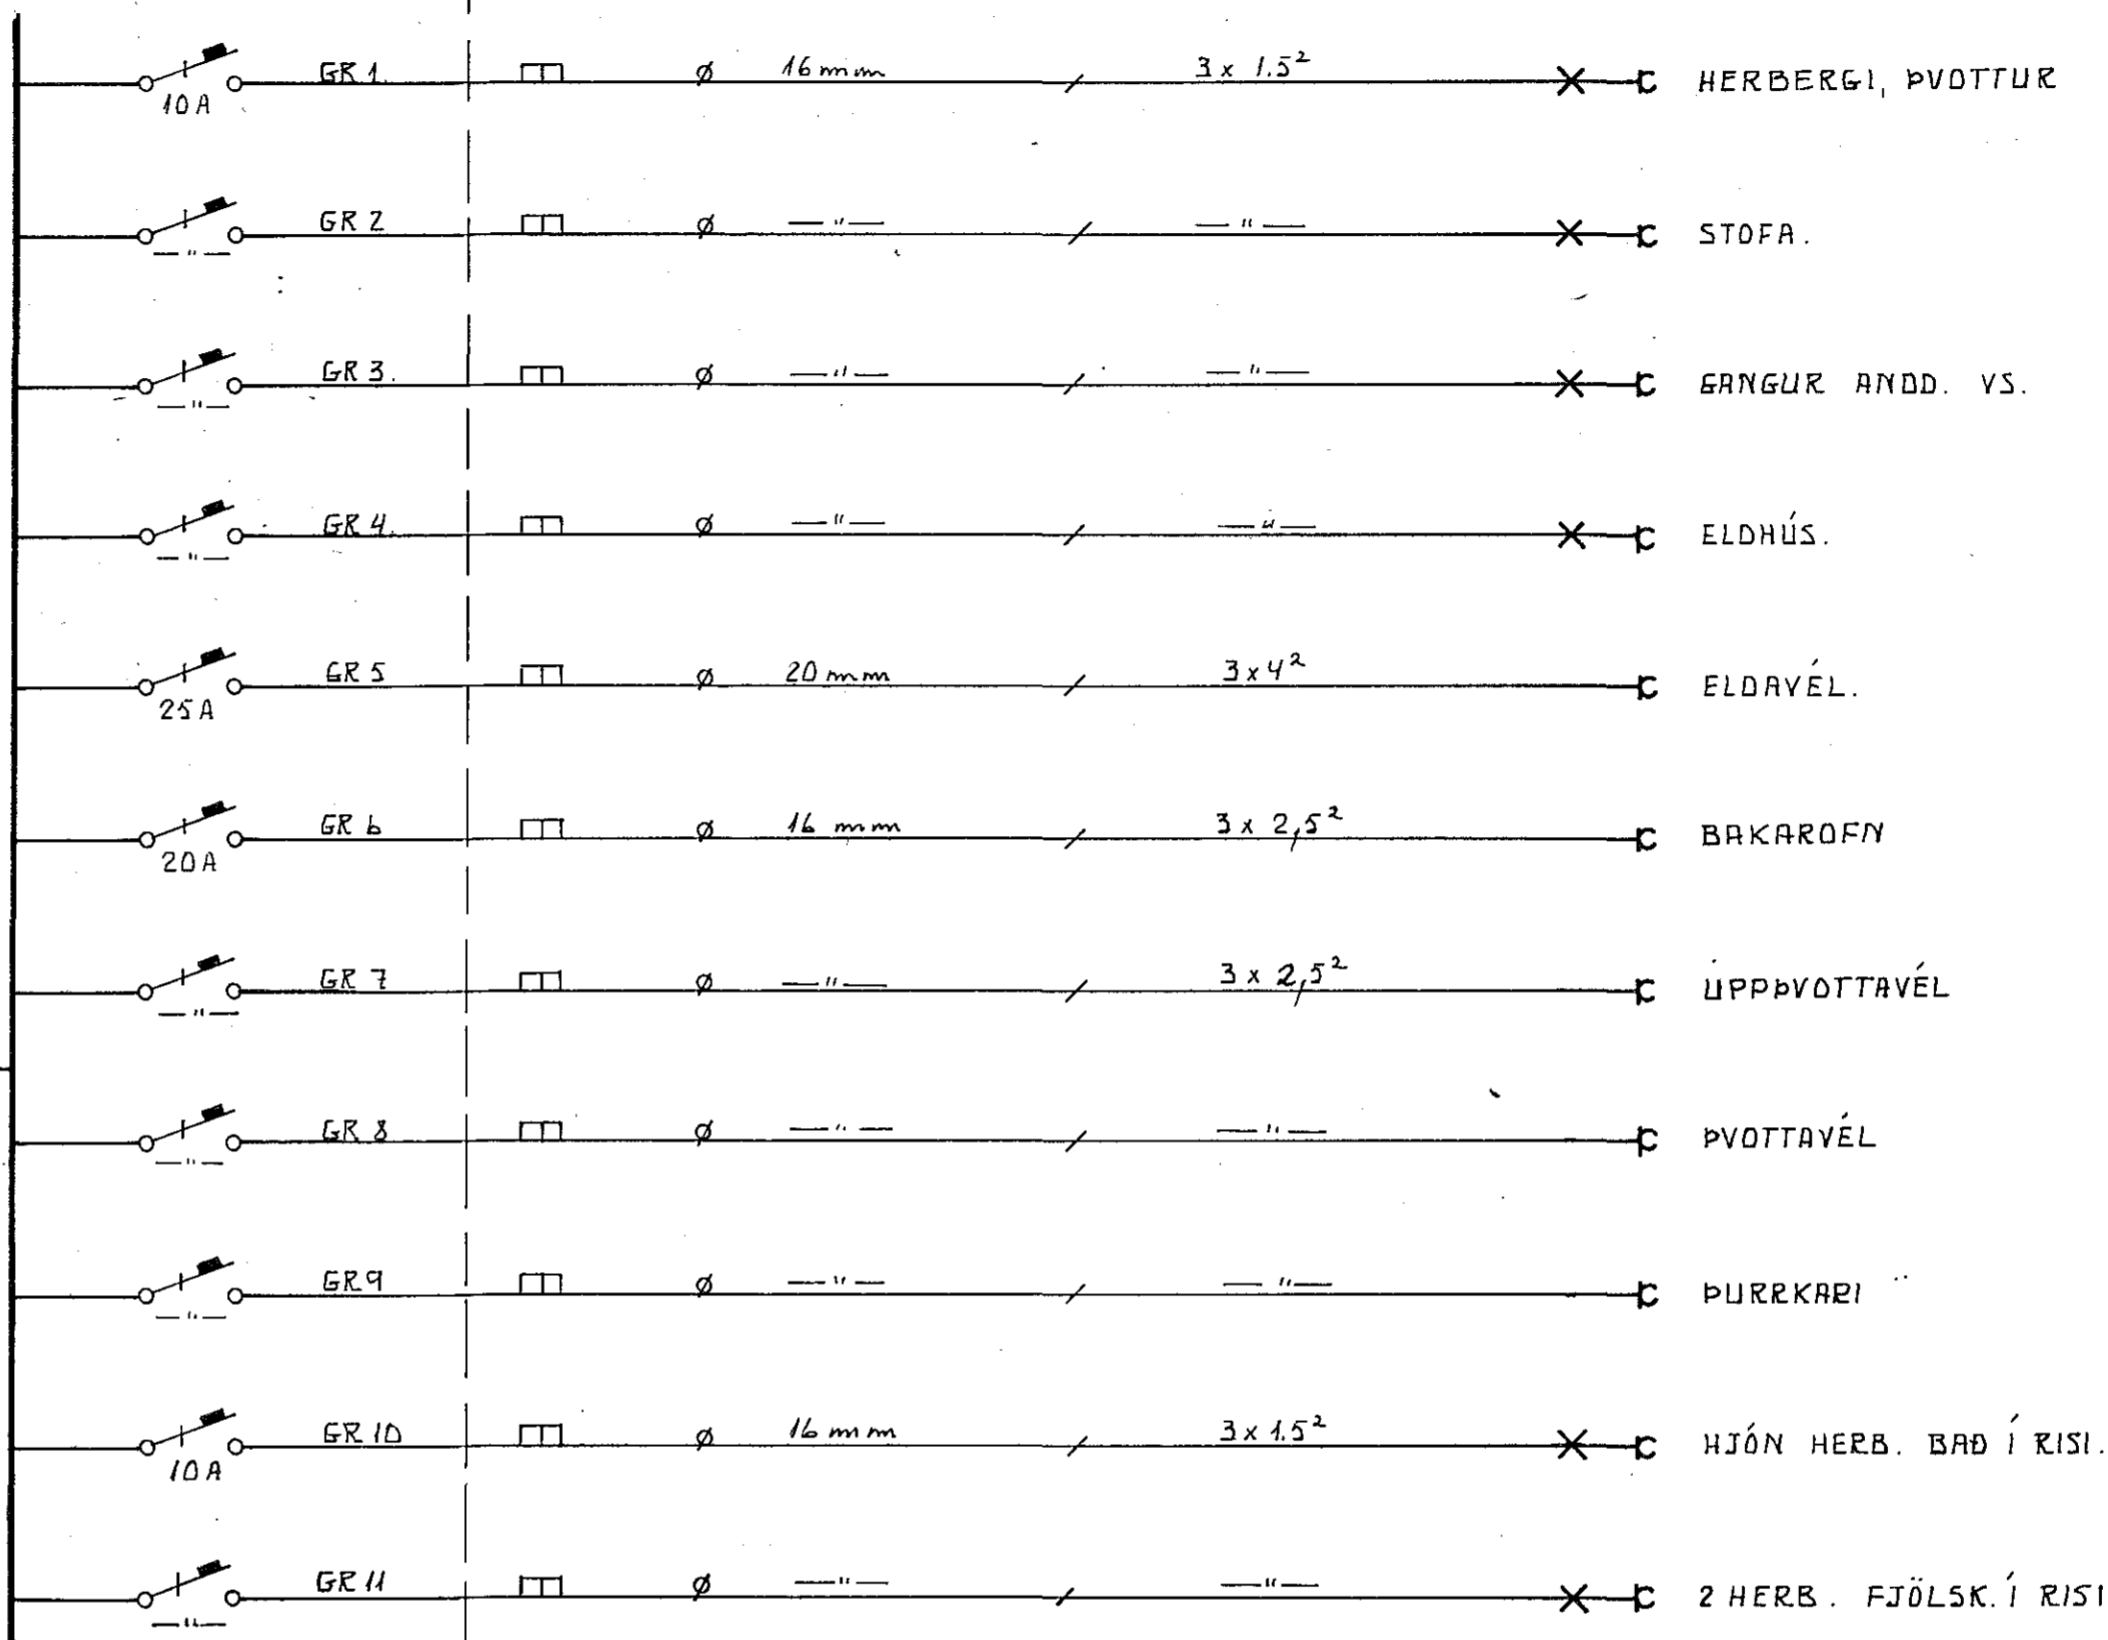 GR 1. ø 16 mm 3 x 1.5² HERBERGI, ÞVOTTUR
10 A
GR 2 ø — " — — " — STOFA.
— " —
GR 3. ø — " — — " — GANGUR ANDD. VS.
— " —
GR 4. ø — " — — " — ELDHÚS.
— " —
GR 5 ø 20 mm 3 x 4² ELDAVÉL.
25 A
GR 6 ø 16 mm 3 x 2,5² BAKAROFN
20 A
GR 7 ø — " — 3 x 2,5² UPPÞVOTTAVÉL
— " —
GR 8 ø — " — — " — ÞVOTTAVÉL
— " —
GR 9 ø — " — — " — ÞURRKARI
— " —
GR 10 ø 16 mm 3 x 1.5² HJÓN HERB. BAÐ Í RISI.
10 A
GR 11 ø — " — — " — 2 HERB. FJÖLSK. Í RISI
— " —